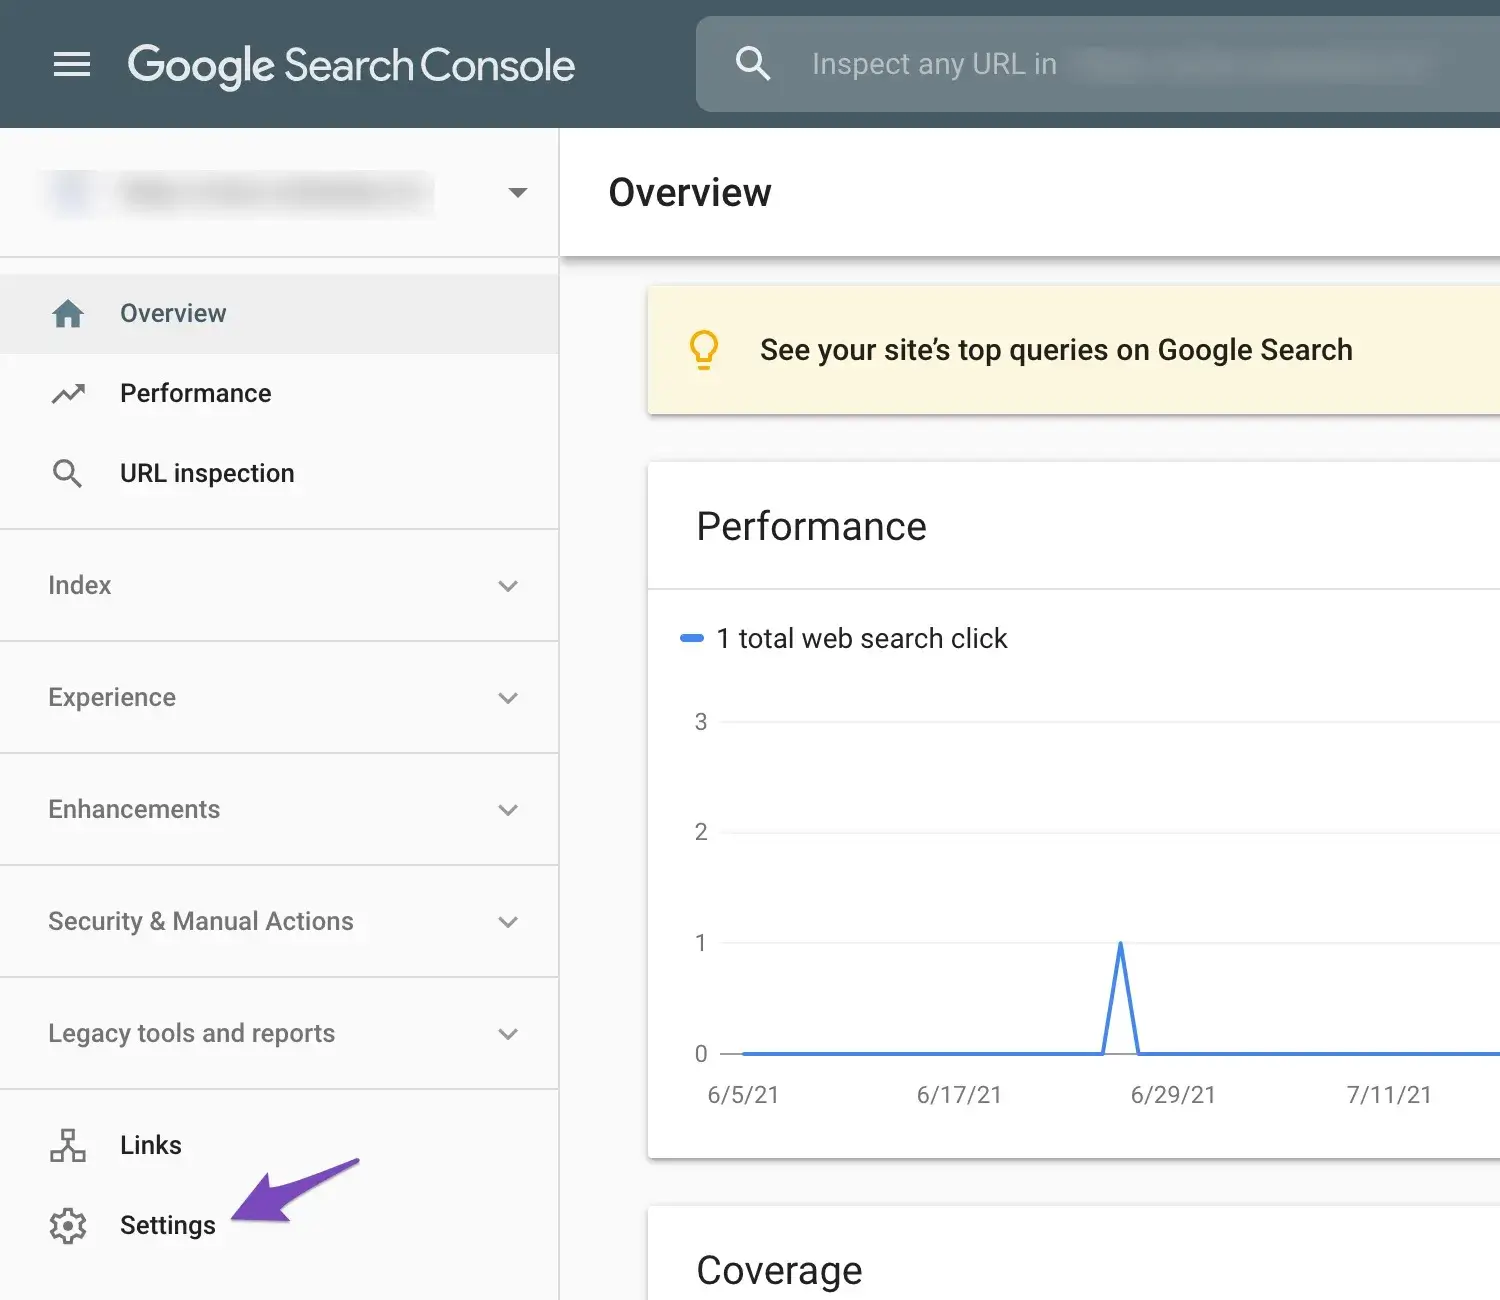 Google Search Console
Inspect any URL in
Overview
Overview
Performance
URL inspection
Index
Experience
Enhancements
Security & Manual Actions
Legacy tools and reports
Links
Settings
See your site’s top queries on Google Search
Performance
1 total web search click
3
2
1
0
6/5/21 6/17/21 6/29/21 7/11/21
Coverage